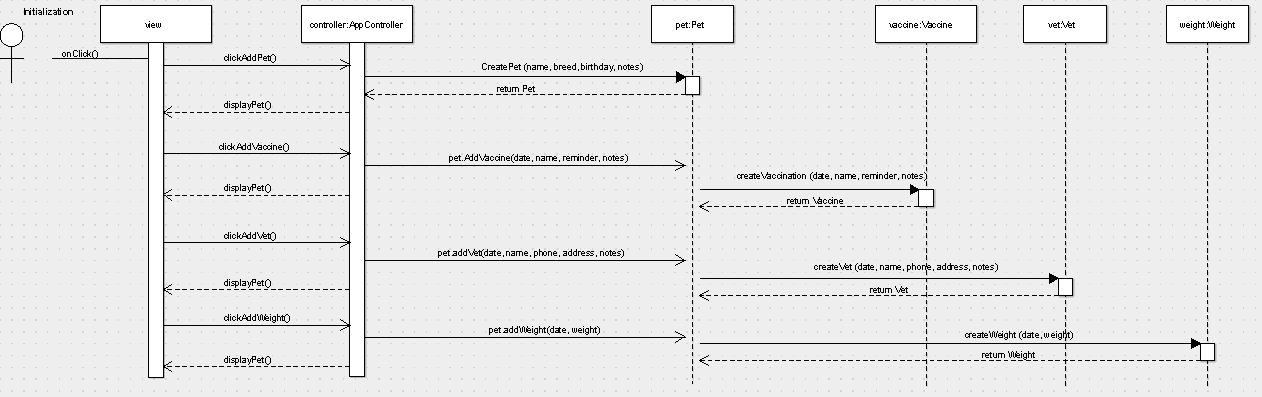 Initialization
view
controller:AppController
pet:Pet
vaccine:Vaccine
vet:Vet
weight:Weight
onClick()
clickAddPet()
CreatePet (name, breed, birthday, notes)
return Pet
displayPet()
clickAddVaccine()
pet.AddVaccine(date, name, reminder, notes)
createVaccination (date, name, reminder, notes)
displayPet()
return Vaccine
clickAddVet()
pet.addVet(date, name, phone, address, notes)
createVet (date, name, phone, address, notes)
displayPet()
return Vet
clickAddWeight()
pet.addWeight(date, weight)
createWeight (date, weight)
displayPet()
return Weight